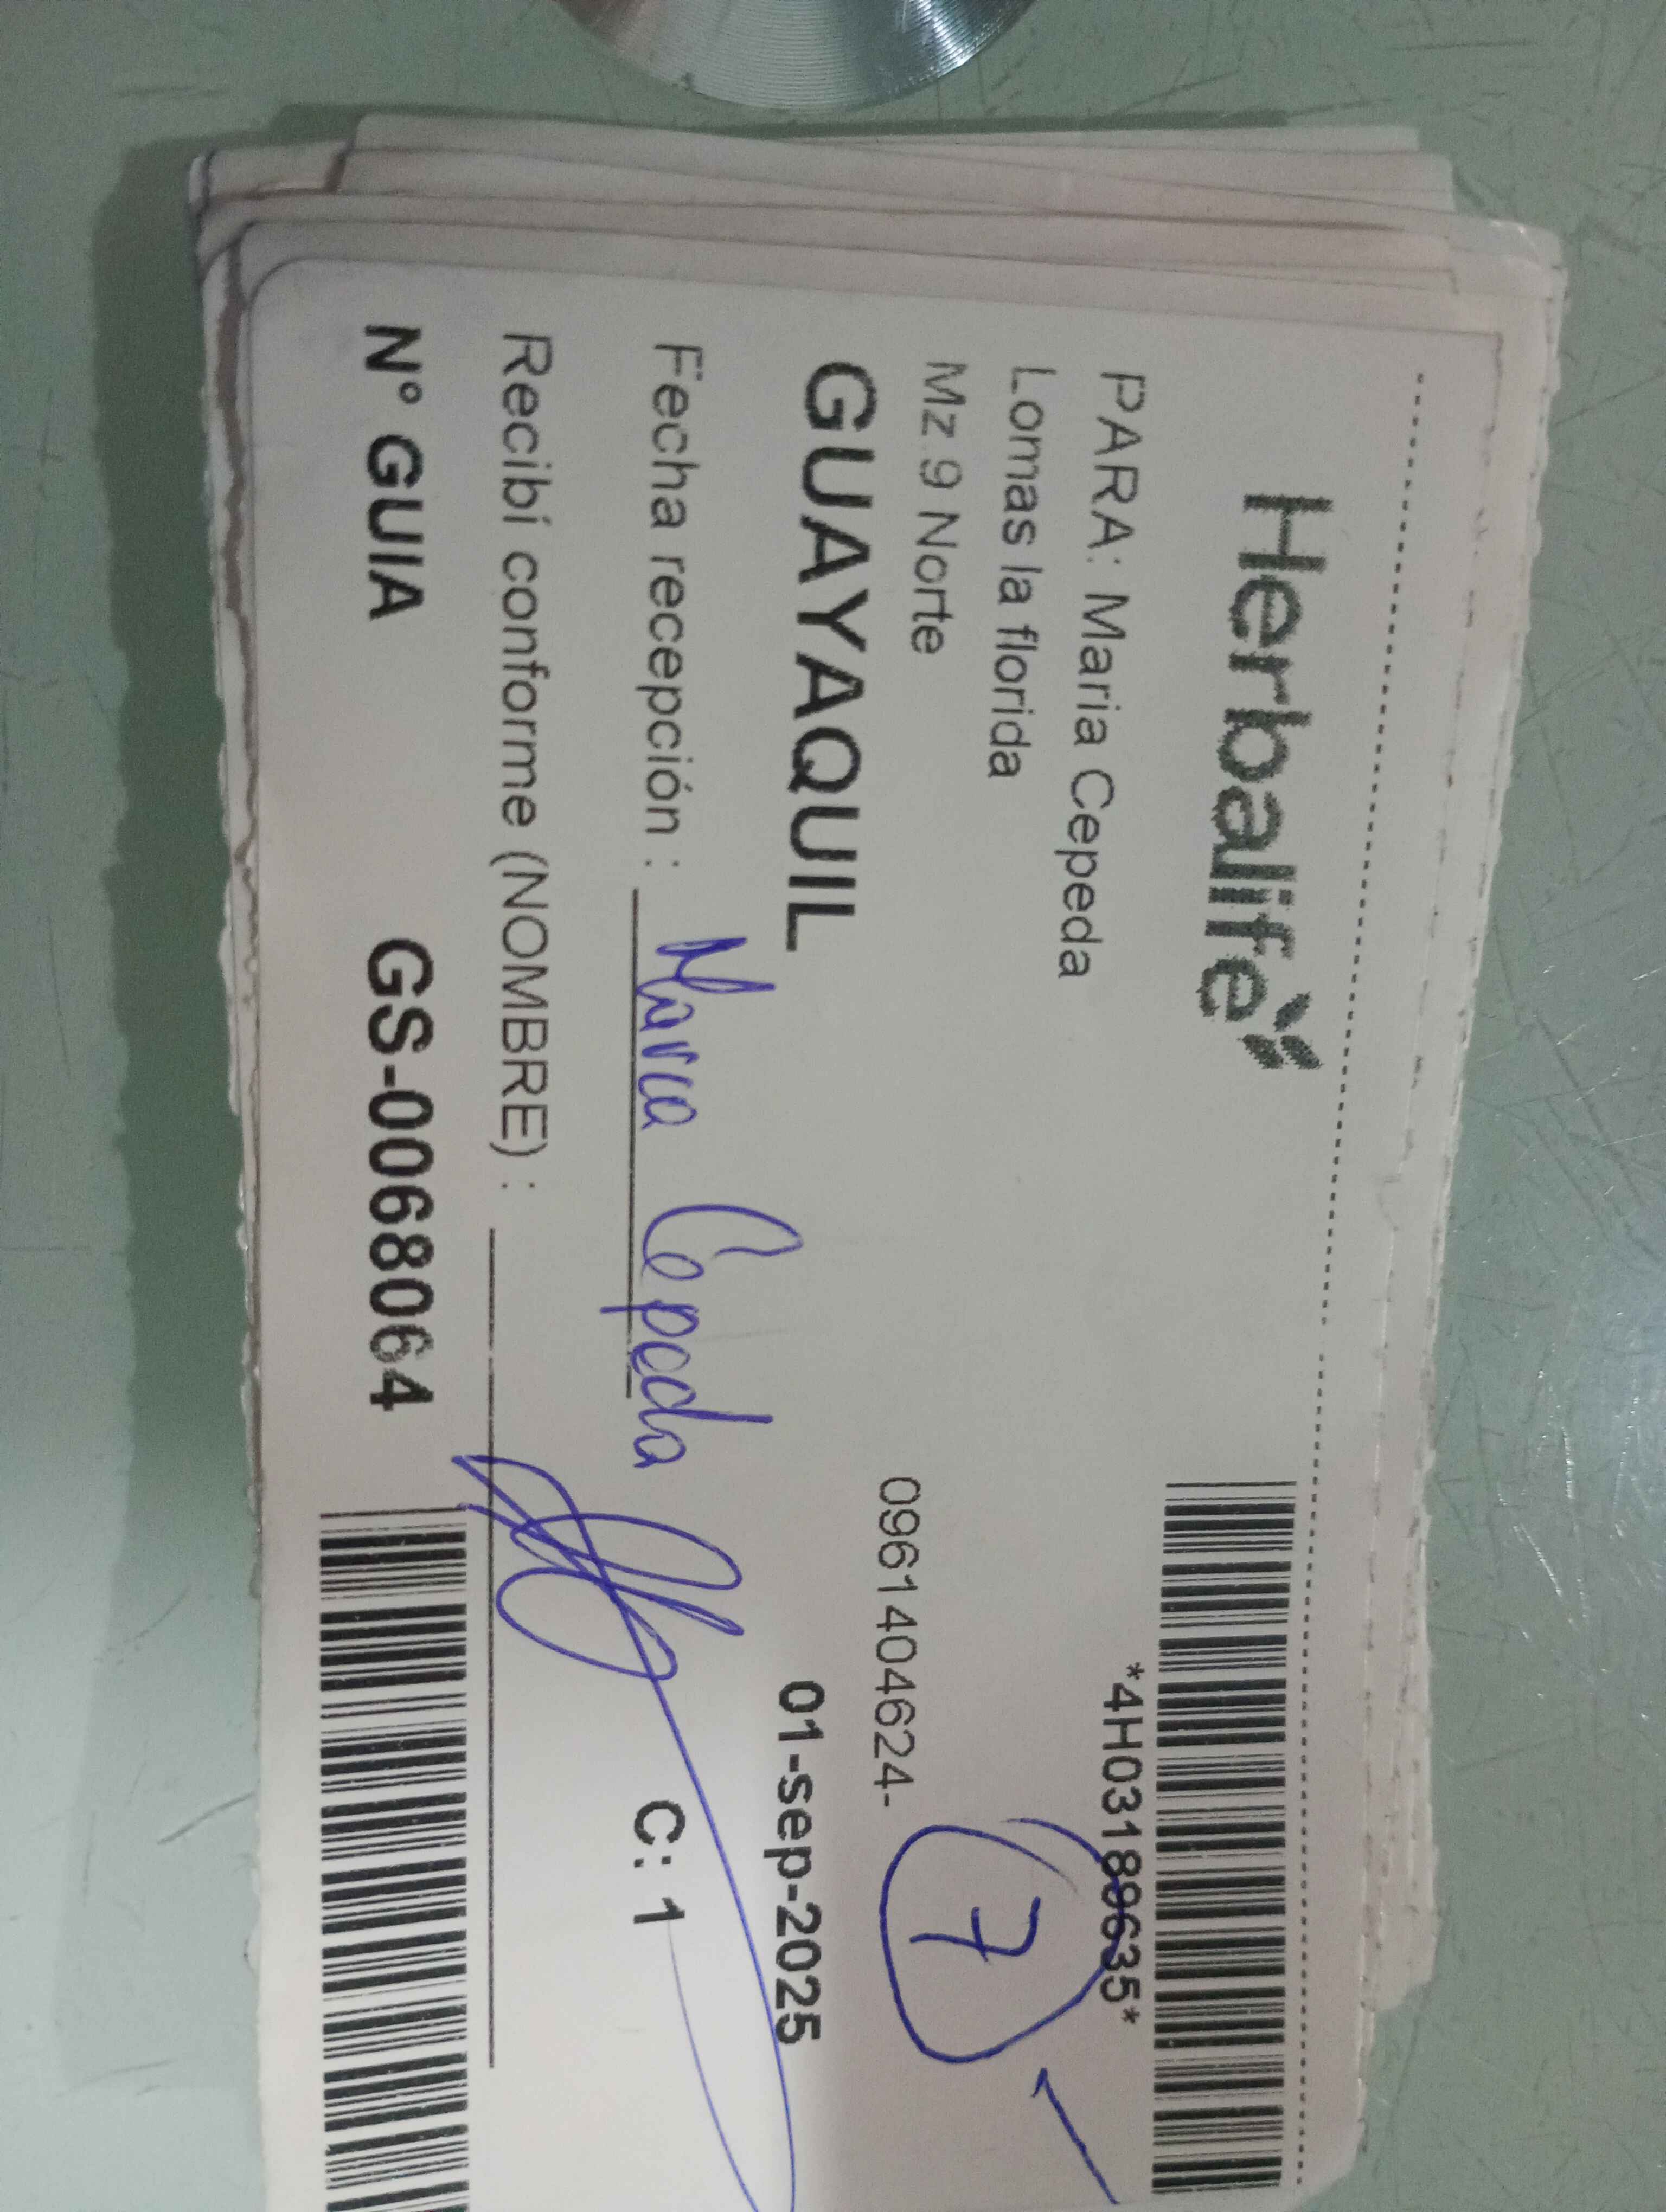 Herbalife
*4H03189635*
PARA: Maria Cepeda
Lomas la florida
Mz 9 Norte
0961404624-
7
GUAYAQUIL
01-sep-2025
Fecha recepción : Maria Cepeda
C: 1
Recibí conforme (NOMBRE) :
N° GUIA GS-0068064